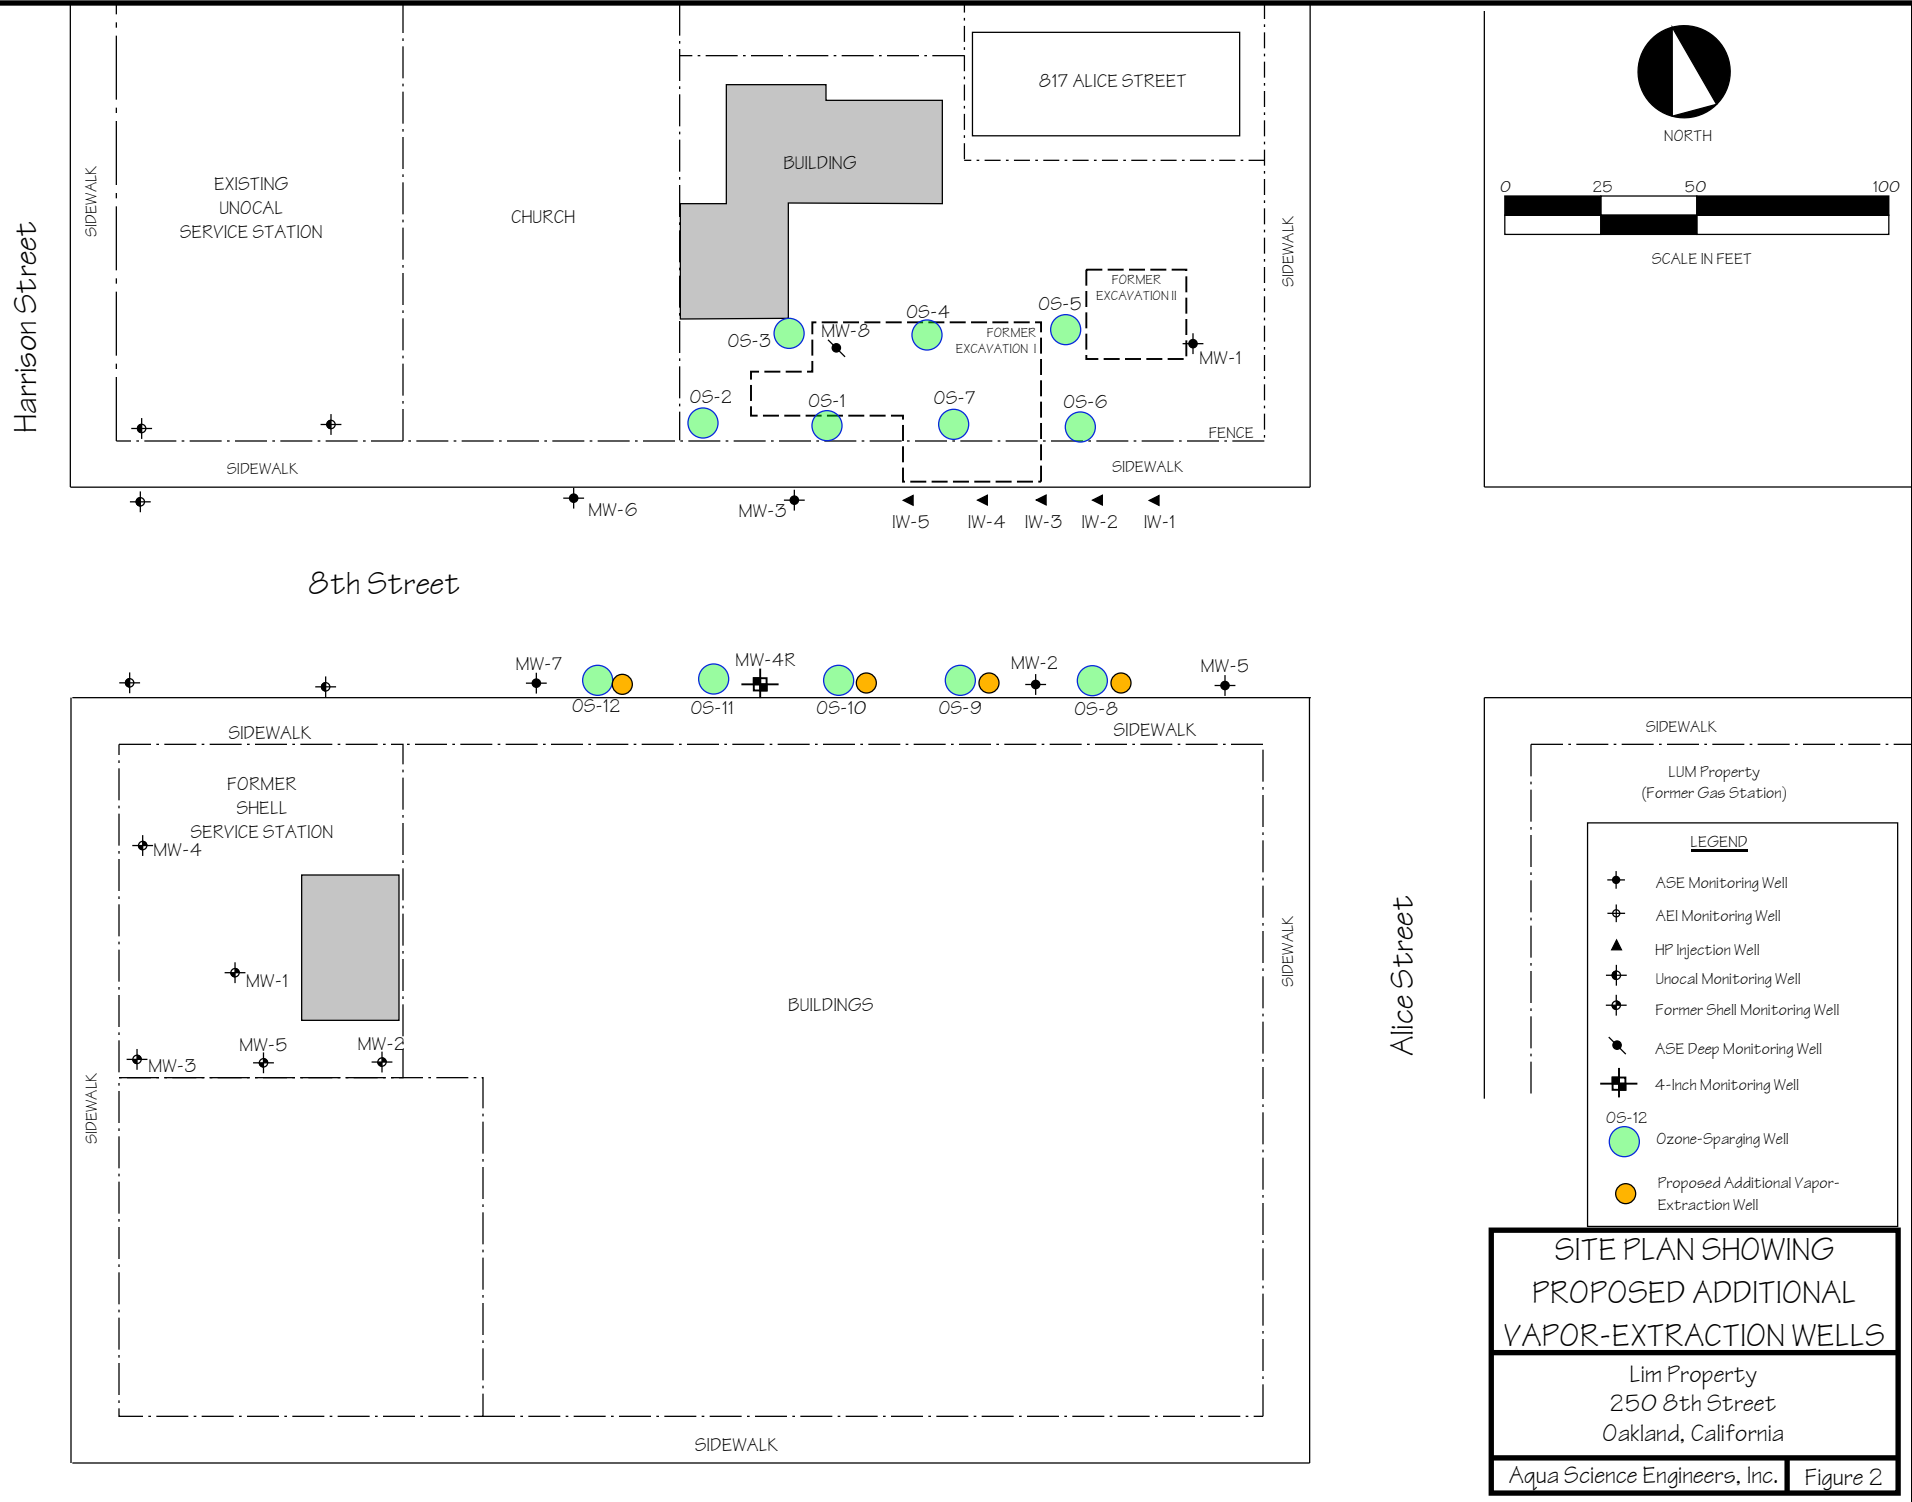 817 ALICE STREET
NORTH
0 25 50 100
SCALE IN FEET
Harrison Street
SIDEWALK
EXISTING
UNOCAL
SERVICE STATION
CHURCH
BUILDING
SIDEWALK
FORMER
EXCAVATION II
OS-5
OS-4
MW-8
OS-3
FORMER
EXCAVATION I
MW-1
OS-2
OS-1
OS-7
OS-6
FENCE
SIDEWALK
SIDEWALK
MW-6
MW-3
IW-5
IW-4
IW-3
IW-2
IW-1
8th Street
MW-7
MW-4R
MW-2
MW-5
OS-12
OS-11
OS-10
OS-9
OS-8
SIDEWALK
SIDEWALK
FORMER
SHELL
SERVICE STATION
MW-4
MW-1
MW-5
MW-2
MW-3
SIDEWALK
BUILDINGS
SIDEWALK
Alice Street
SIDEWALK
SIDEWALK
LUM Property
(Former Gas Station)
LEGEND
ASE Monitoring Well
AEI Monitoring Well
HP Injection Well
Unocal Monitoring Well
Former Shell Monitoring Well
ASE Deep Monitoring Well
4-Inch Monitoring Well
OS-12
Ozone-Sparging Well
Proposed Additional Vapor-
Extraction Well
SITE PLAN SHOWING
PROPOSED ADDITIONAL
VAPOR-EXTRACTION WELLS
Lim Property
250 8th Street
Oakland, California
Aqua Science Engineers, Inc.
Figure 2